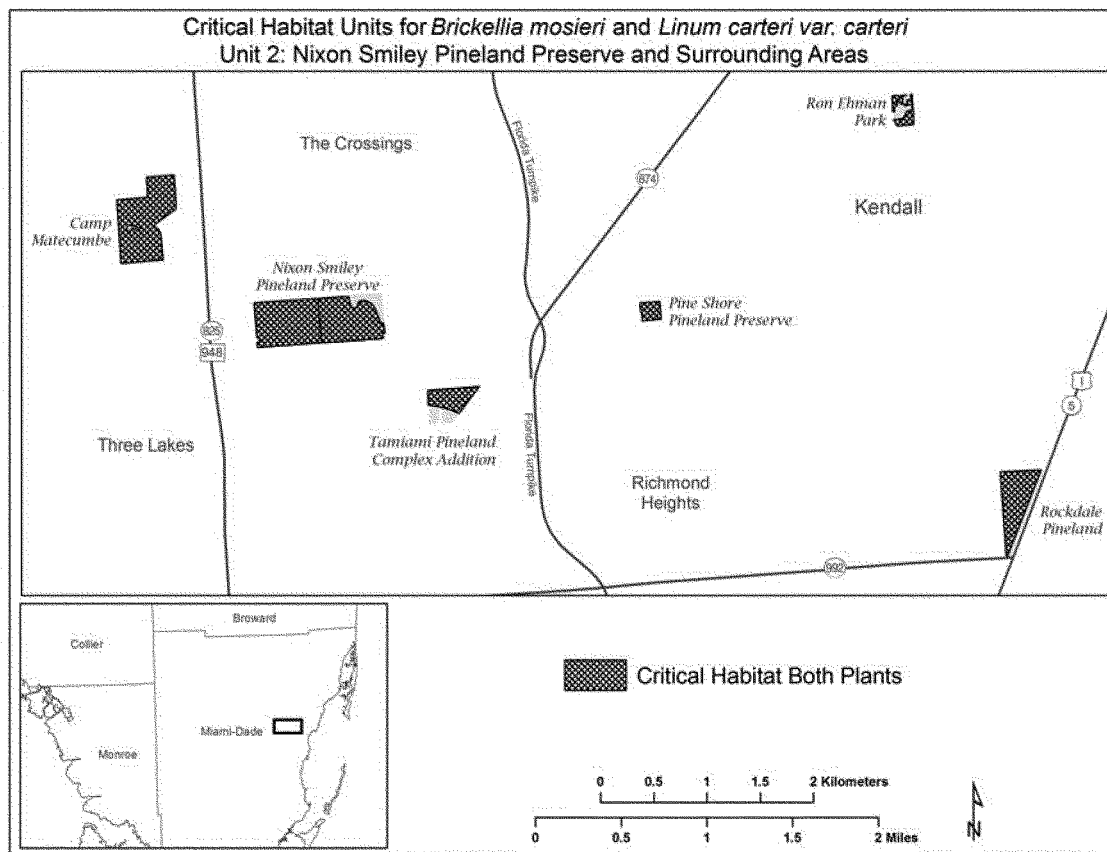 Critical Habitat Units for Brickellia mosieri and Linum carteri var. carteri
Unit 2: Nixon Smiley Pineland Preserve and Surrounding Areas
Ron Ehman
Park
The Crossings
Florida Turnpike
874
Kendall
Camp
Matecumbe
Nixon Smiley
Pineland Preserve
Pine Shore
Pineland Preserve
825
948
1
5
Three Lakes
Tamiami Pineland
Complex Addition
Florida Turnpike
Richmond
Heights
Rockdale
Pineland
992
Broward
Collier
Miami-Dade
Monroe
Critical Habitat Both Plants
0 0.5 1 1.5 2 Kilometers
0 0.5 1 1.5 2 Miles
N